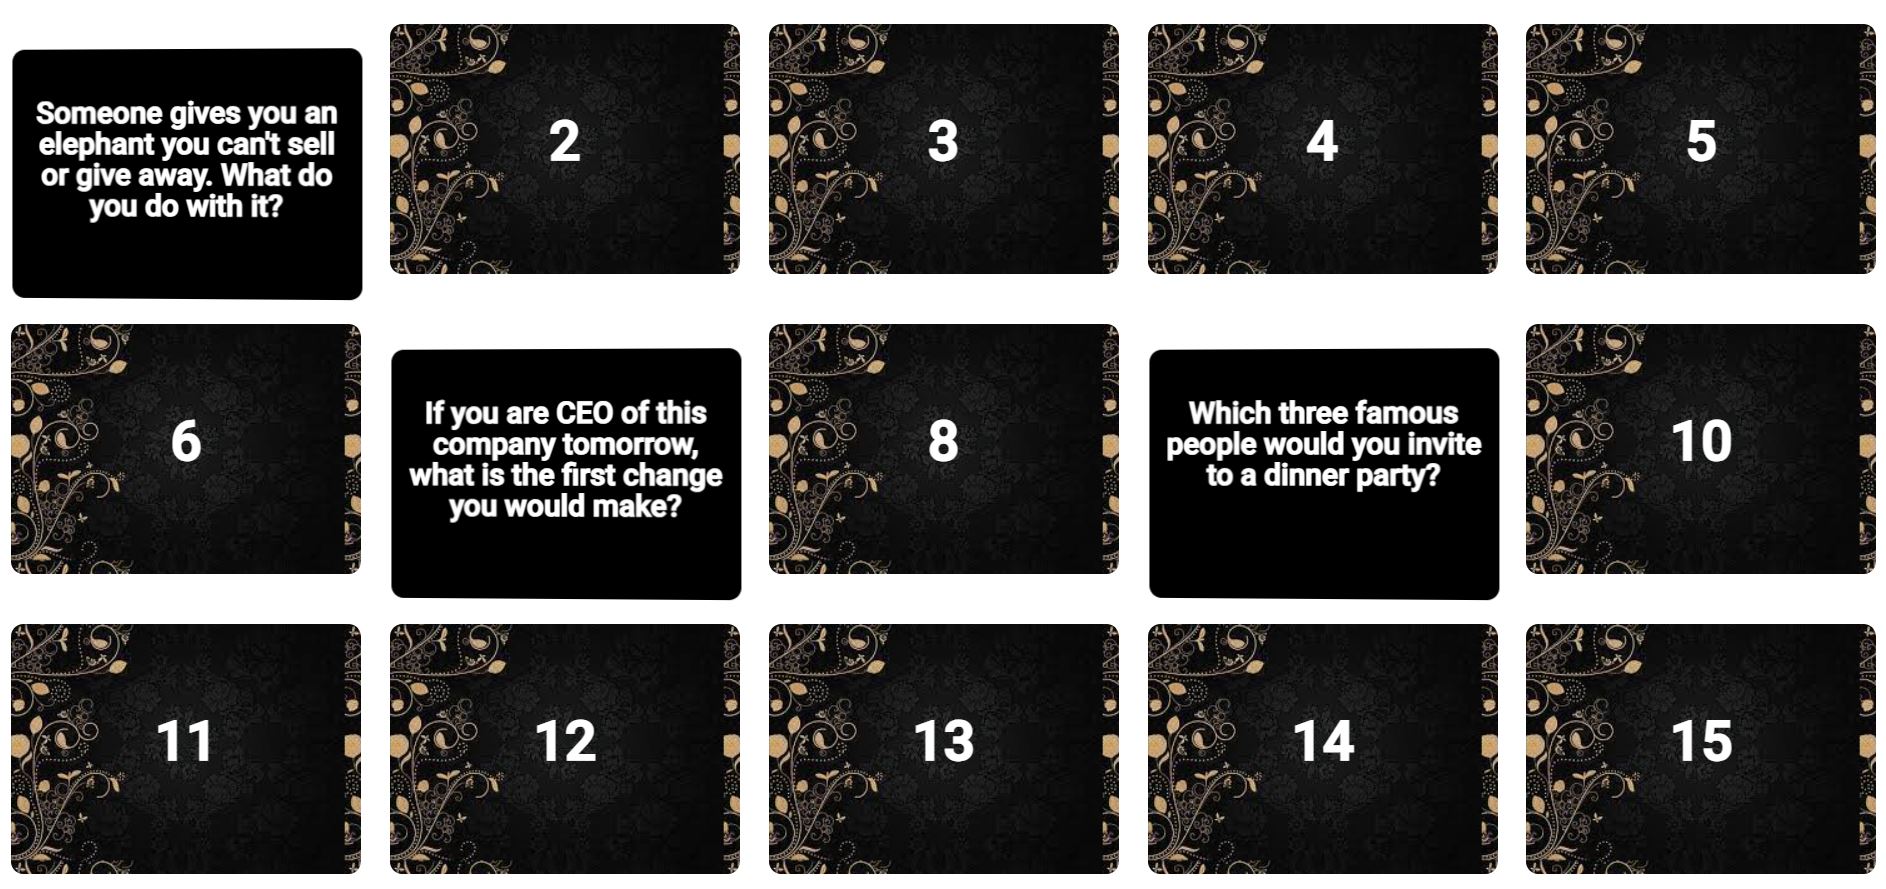 Someone gives you an
elephant you can't sell
or give away. What do
you do with it?
2
3
4
5
6
If you are CEO of this
company tomorrow,
what is the first change
you would make?
8
Which three famous
people would you invite
to a dinner party?
10
11
12
13
14
15